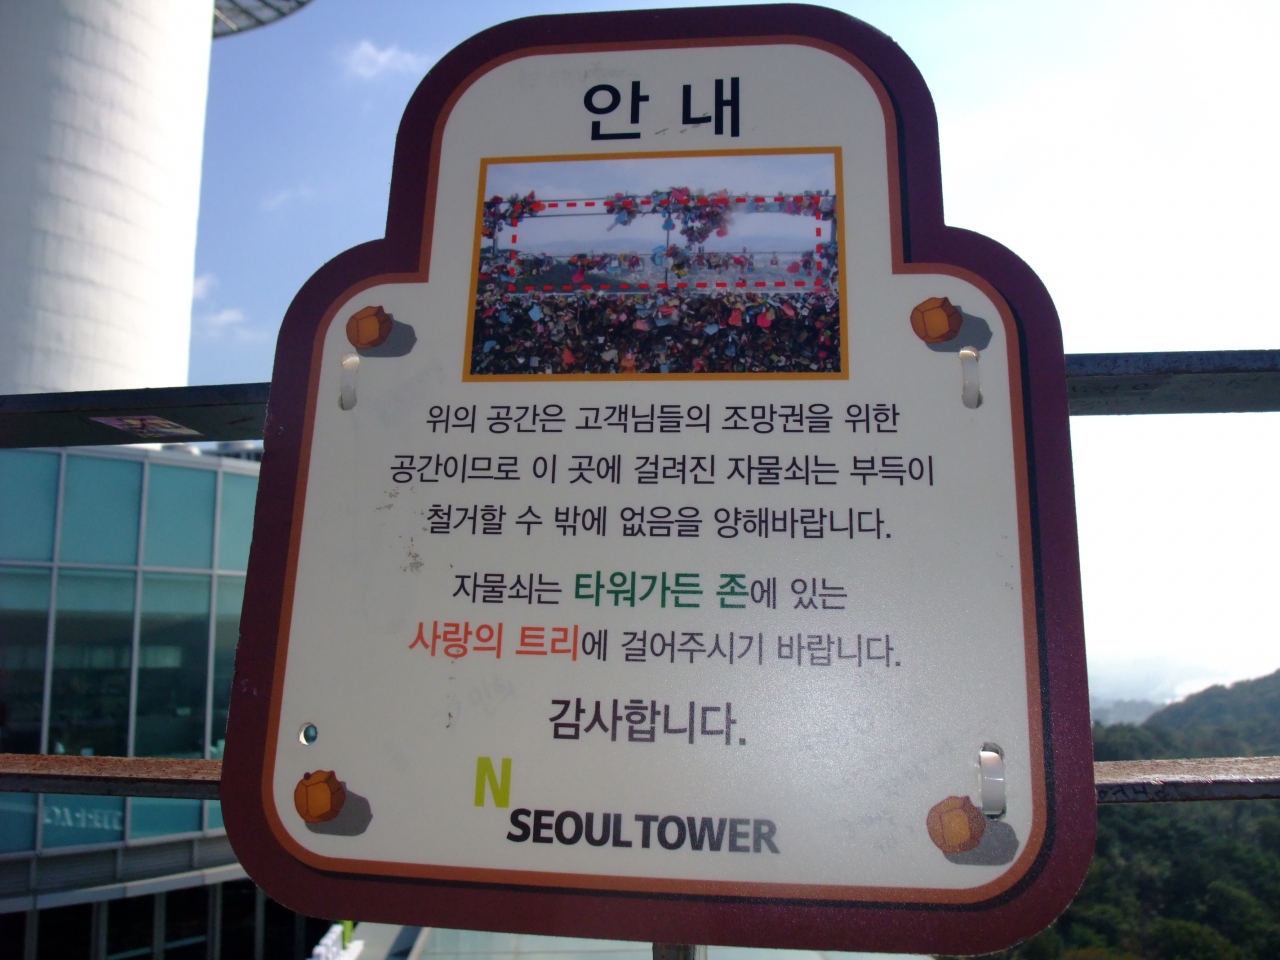 안 내
위의 공간은 고객님들의 조망권을 위한
공간이므로 이 곳에 걸려진 자물쇠는 부득이
철거할 수 밖에 없음을 양해바랍니다.
자물쇠는 타워가든 존에 있는
사랑의 트리에 걸어주시기 바랍니다.
감사합니다.
N
SEOULTOWER